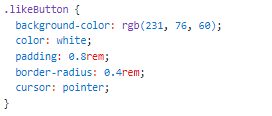 .likeButton {
  background-color: rgb(231, 76, 60);
  color: white;
  padding: 0.8rem;
  border-radius: 0.4rem;
  cursor: pointer;
}